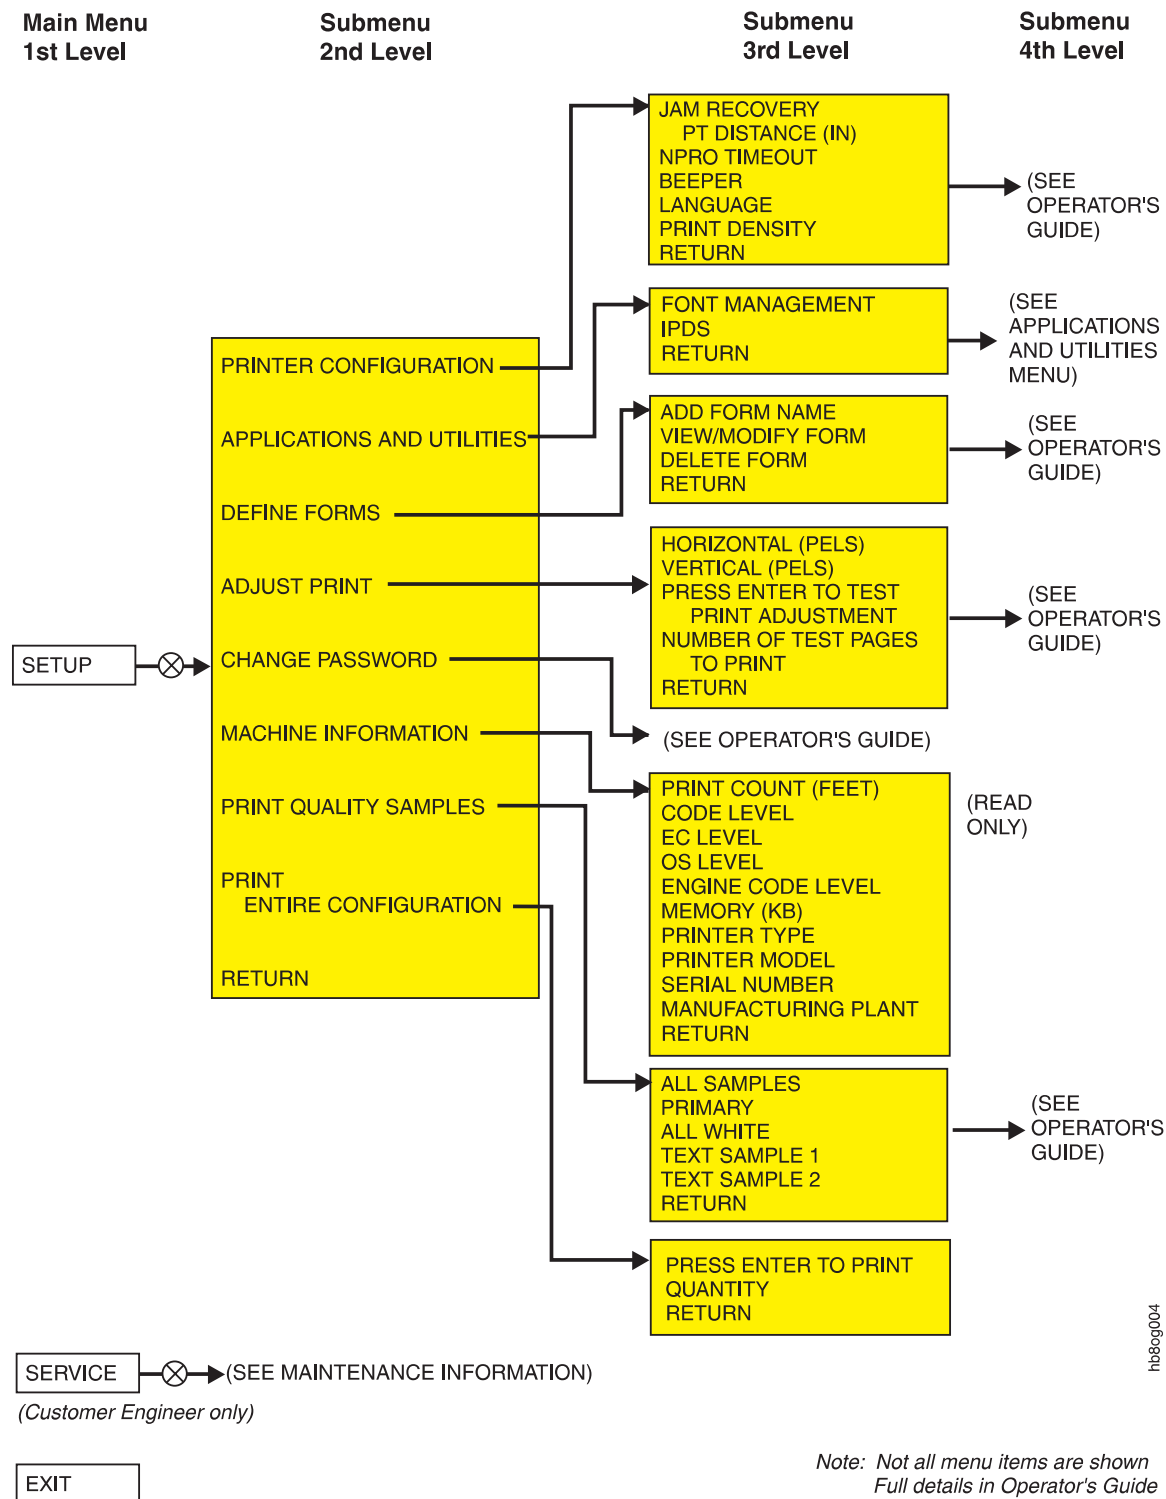 Main Menu
1st Level
Submenu
2nd Level
Submenu
3rd Level
Submenu
4th Level
JAM RECOVERY
PT DISTANCE (IN)
NPRO TIMEOUT
BEEPER
LANGUAGE
PRINT DENSITY
RETURN
(SEE
OPERATOR'S
GUIDE)
FONT MANAGEMENT
IPDS
RETURN
(SEE
APPLICATIONS
AND UTILITIES
MENU)
PRINTER CONFIGURATION
APPLICATIONS AND UTILITIES
DEFINE FORMS
ADJUST PRINT
CHANGE PASSWORD
MACHINE INFORMATION
PRINT QUALITY SAMPLES
PRINT
ENTIRE CONFIGURATION
RETURN
ADD FORM NAME
VIEW/MODIFY FORM
DELETE FORM
RETURN
(SEE
OPERATOR'S
GUIDE)
HORIZONTAL (PELS)
VERTICAL (PELS)
PRESS ENTER TO TEST
PRINT ADJUSTMENT
NUMBER OF TEST PAGES
TO PRINT
RETURN
(SEE
OPERATOR'S
GUIDE)
SETUP
(SEE OPERATOR'S GUIDE)
PRINT COUNT (FEET)
CODE LEVEL
EC LEVEL
OS LEVEL
ENGINE CODE LEVEL
MEMORY (KB)
PRINTER TYPE
PRINTER MODEL
SERIAL NUMBER
MANUFACTURING PLANT
RETURN
(READ
ONLY)
ALL SAMPLES
PRIMARY
ALL WHITE
TEXT SAMPLE 1
TEXT SAMPLE 2
RETURN
(SEE
OPERATOR'S
GUIDE)
PRESS ENTER TO PRINT
QUANTITY
RETURN
hb8og004
SERVICE
(SEE MAINTENANCE INFORMATION)
(Customer Engineer only)
EXIT
Note: Not all menu items are shown
Full details in Operator's Guide